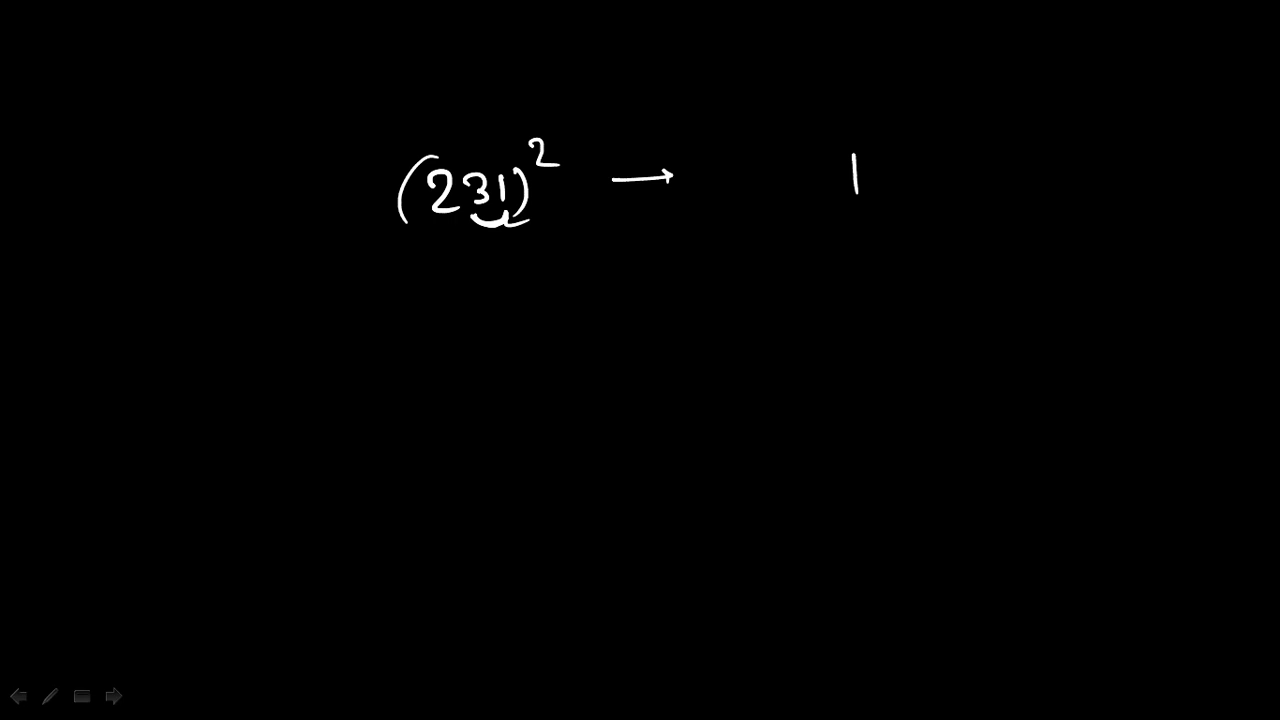 (231)² → 1